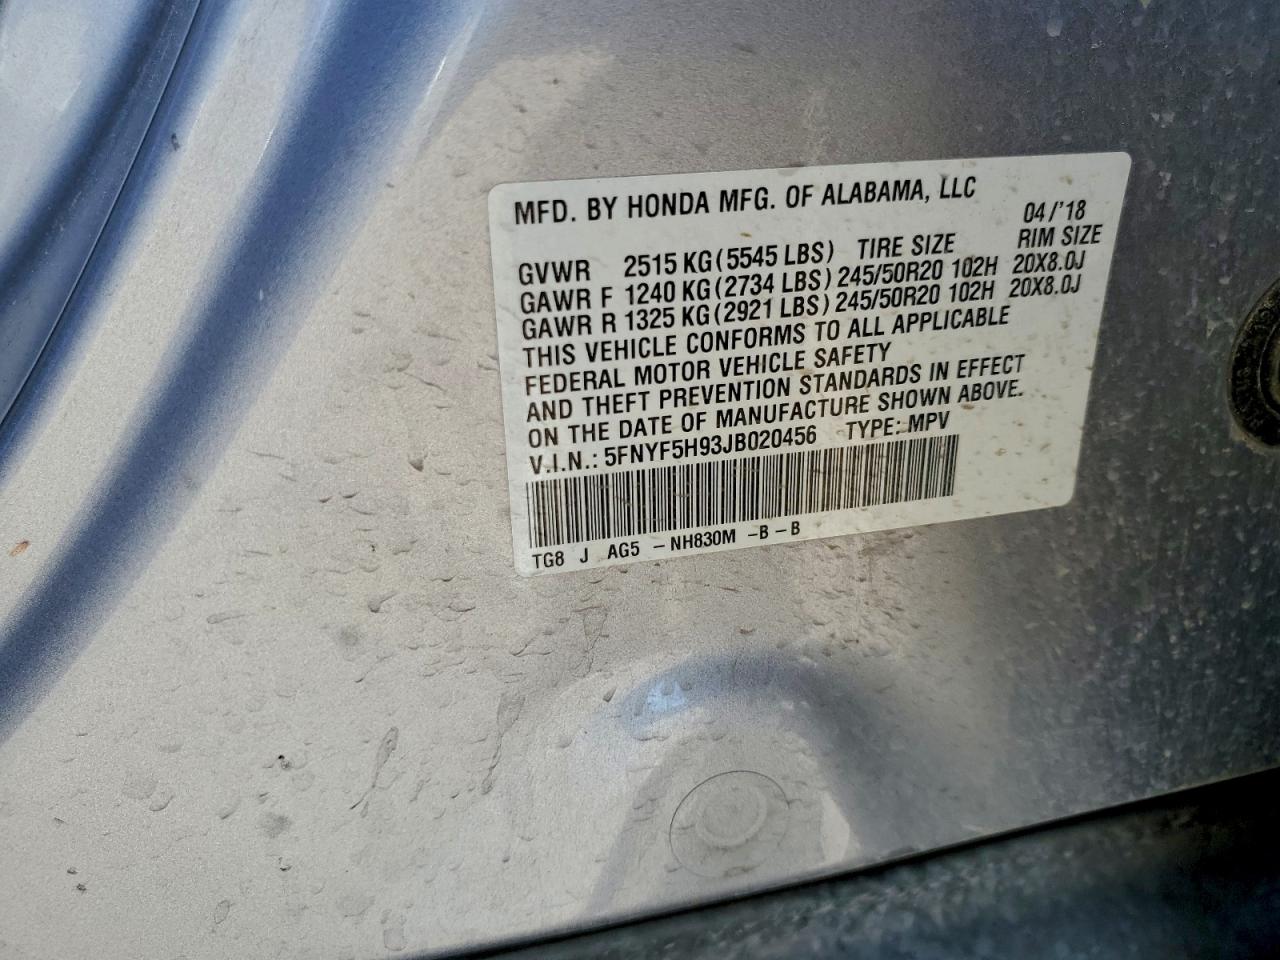 MFD. BY HONDA MFG. OF ALABAMA, LLC
04/'18
GVWR 2515 KG(5545 LBS) TIRE SIZE RIM SIZE
GAWR F 1240 KG(2734 LBS) 245/50R20 102H 20X8.0J
GAWR R 1325 KG(2921 LBS) 245/50R20 102H 20X8.0J
THIS VEHICLE CONFORMS TO ALL APPLICABLE
FEDERAL MOTOR VEHICLE SAFETY
AND THEFT PREVENTION STANDARDS IN EFFECT
ON THE DATE OF MANUFACTURE SHOWN ABOVE.
V.I.N.: 5FNYF5H93JB020456 TYPE: MPV
TG8 J AG5 -NH830M -B-B